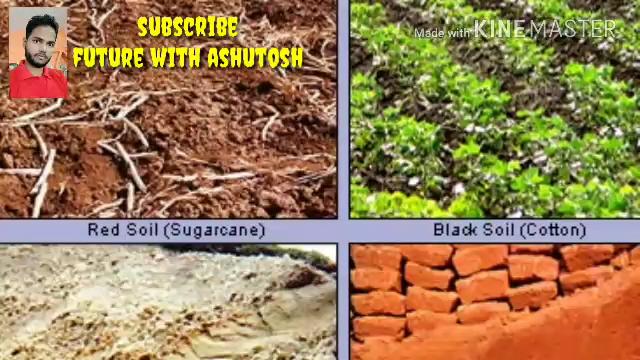 SUBSCRIBE
FUTURE WITH ASHUTOSH
Made with KINEMASTER
Red Soil (Sugarcane)
Black Soil (Cotton)